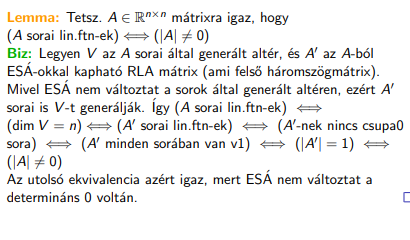 Lemma: Tetsz. A ∈ ℝⁿˣⁿ mátrixra igaz, hogy
(A sorai lin.ftn-ek) ⟺ (|A| ≠ 0)
Biz: Legyen V az A sorai által generált altér, és A′ az A-ból
ESÁ-okkal kapható RLA mátrix (ami felső háromszögmátrix).
Mivel ESÁ nem változtat a sorok által generált altéren, ezért A′
sorai is V-t generálják. Így (A sorai lin.ftn-ek) ⟺
(dim V = n) ⟺ (A′ sorai lin.ftn-ek) ⟺ (A′-nek nincs csupa0
sora) ⟺ (A′ minden sorában van v1) ⟺ (|A′| = 1) ⟺
(|A| ≠ 0)
Az utolsó ekvivalencia azért igaz, mert ESÁ nem változtat a
determináns 0 voltán.